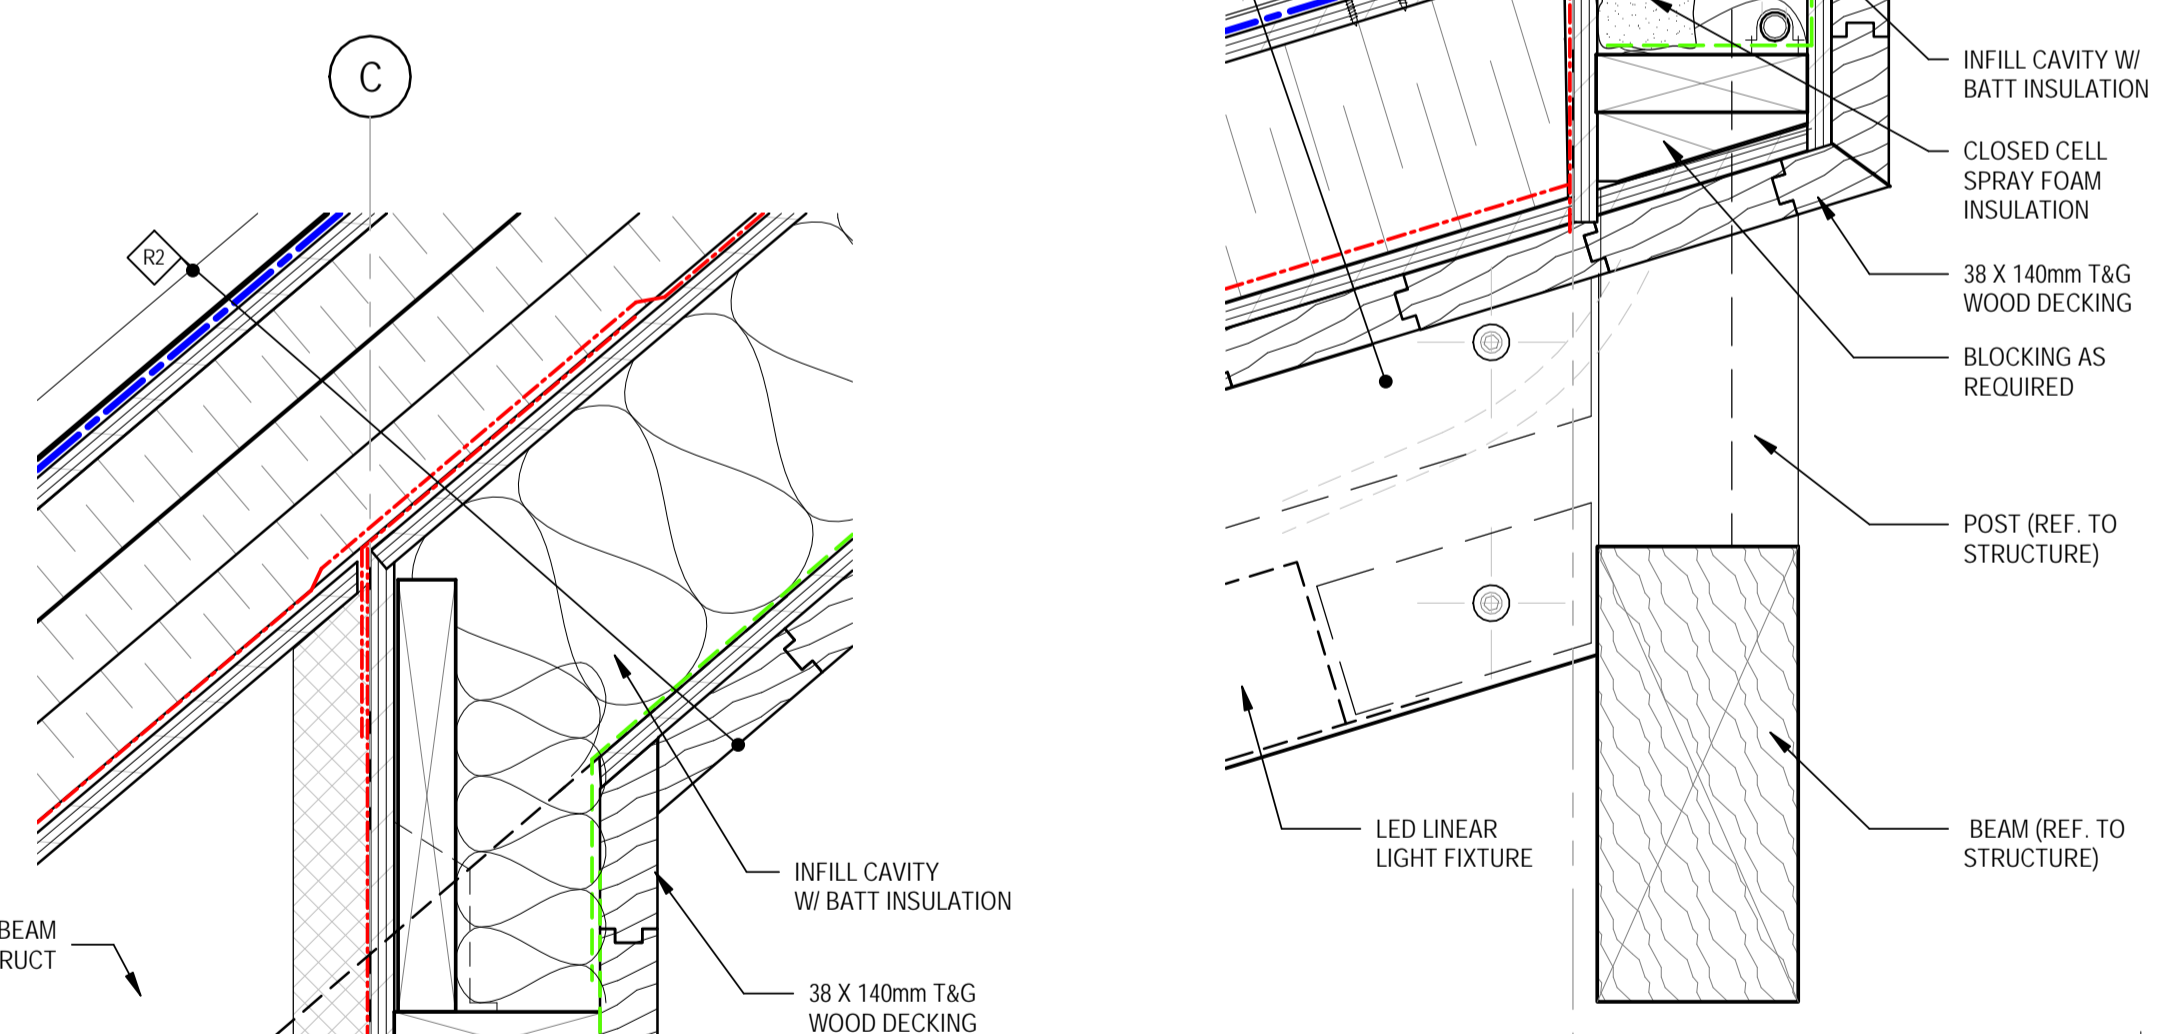 C
R2
INFILL CAVITY
W/ BATT INSULATION
38 X 140mm T&G
WOOD DECKING
BEAM
RUCT
INFILL CAVITY W/
BATT INSULATION
CLOSED CELL
SPRAY FOAM
INSULATION
38 X 140mm T&G
WOOD DECKING
BLOCKING AS
REQUIRED
POST (REF. TO
STRUCTURE)
LED LINEAR
LIGHT FIXTURE
BEAM (REF. TO
STRUCTURE)